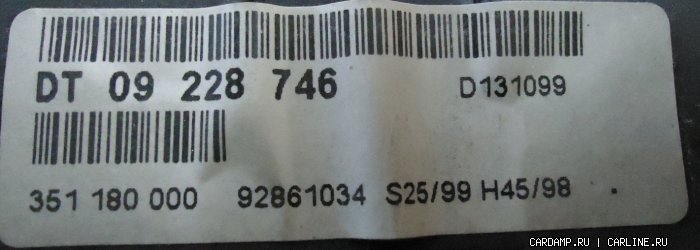 DT 09 228 746 D131099
351 180 000 92861034 S25/99 H45/98 .
CARDAMP.RU | CARLINE.RU